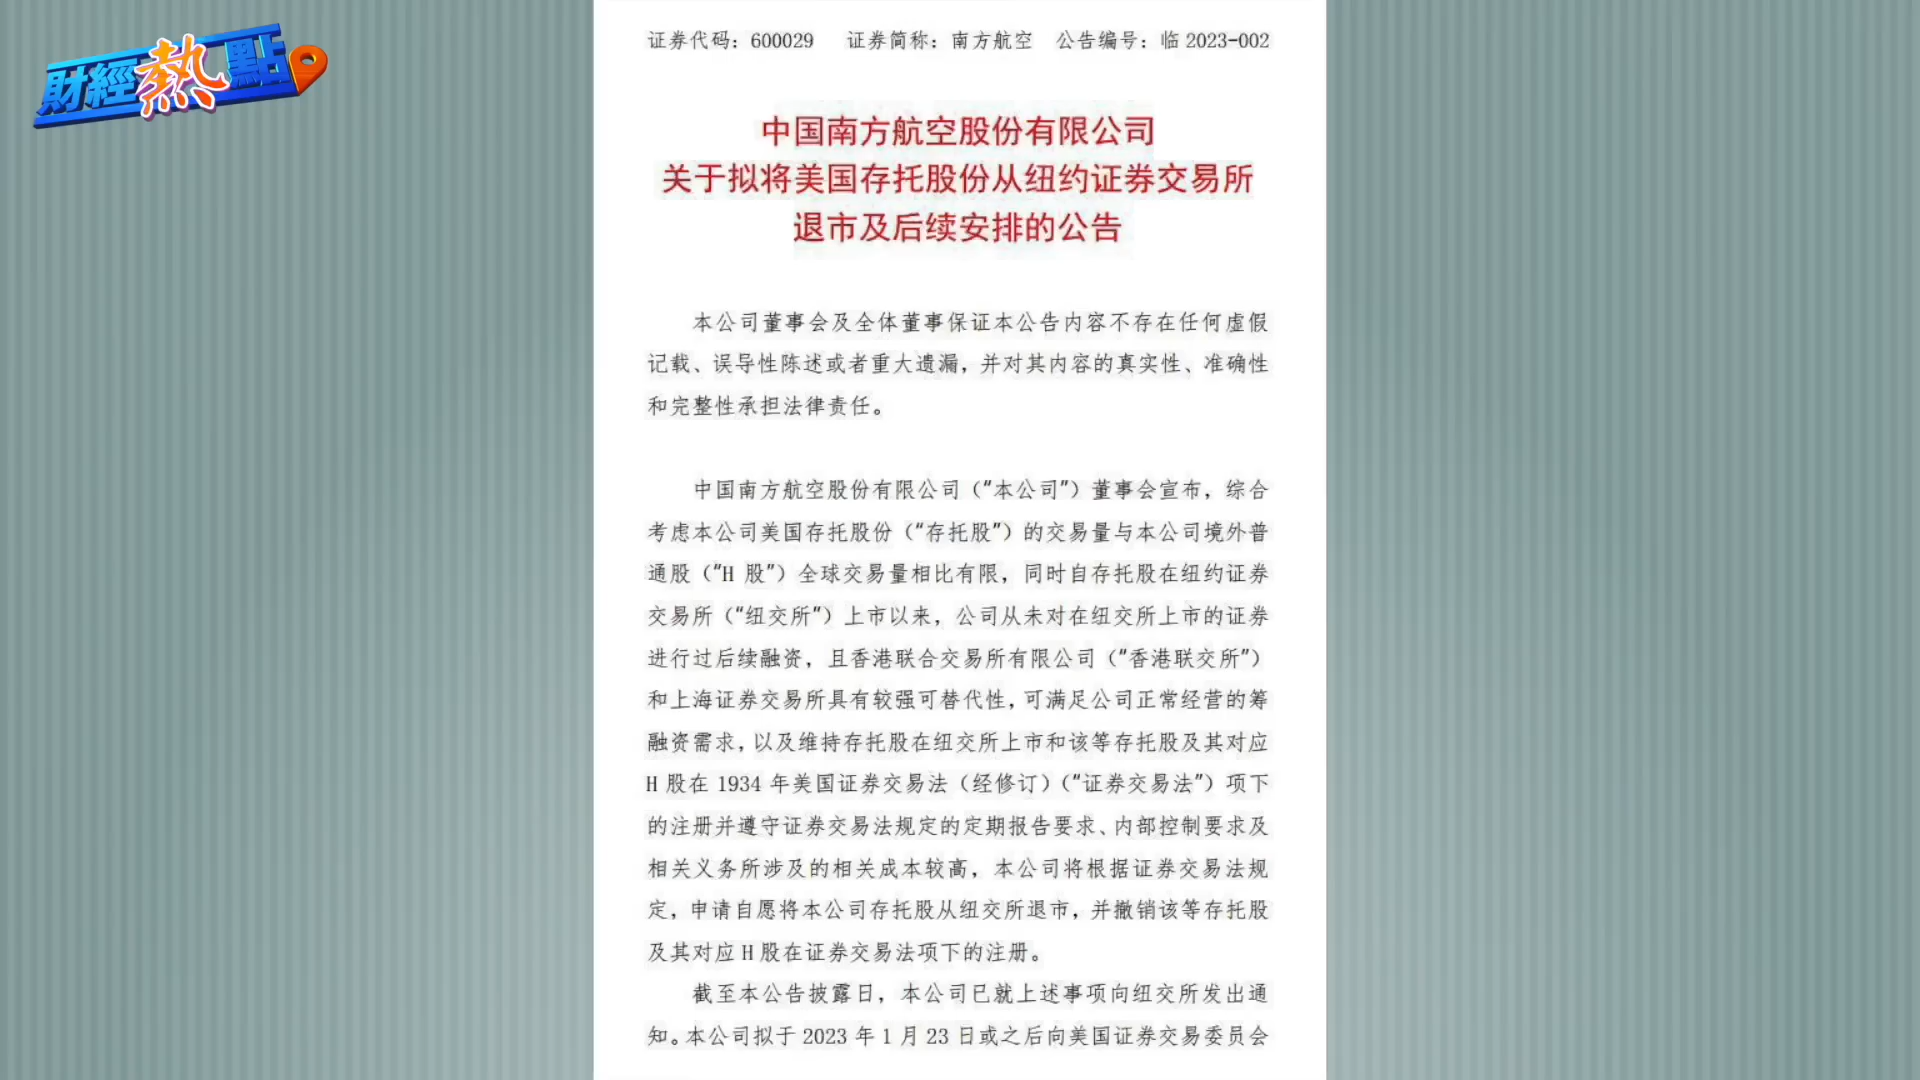 財經熱點
证券代码：600029 证券简称：南方航空 公告编号：临 2023-002
中国南方航空股份有限公司
关于拟将美国存托股份从纽约证券交易所
退市及后续安排的公告
本公司董事会及全体董事保证本公告内容不存在任何虚假
记载、误导性陈述或者重大遗漏，并对其内容的真实性、准确性
和完整性承担法律责任。
中国南方航空股份有限公司（"本公司"）董事会宣布，综合
考虑本公司美国存托股份（"存托股"）的交易量与本公司境外普
通股（"H 股"）全球交易量相比有限，同时自存托股在纽约证券
交易所（"纽交所"）上市以来，公司从未对在纽交所上市的证券
进行过后续融资，且香港联合交易所有限公司（"香港联交所"）
和上海证券交易所具有较强可替代性，可满足公司正常经营的筹
融资需求，以及维持存托股在纽交所上市和该等存托股及其对应
H 股在 1934 年美国证券交易法（经修订）（"证券交易法"）项下
的注册并遵守证券交易法规定的定期报告要求、内部控制要求及
相关义务所涉及的相关成本较高，本公司将根据证券交易法规
定，申请自愿将本公司存托股从纽交所退市，并撤销该等存托股
及其对应 H 股在证券交易法项下的注册。
截至本公告披露日，本公司已就上述事项向纽交所发出通
知。本公司拟于 2023 年 1 月 23 日或之后向美国证券交易委员会